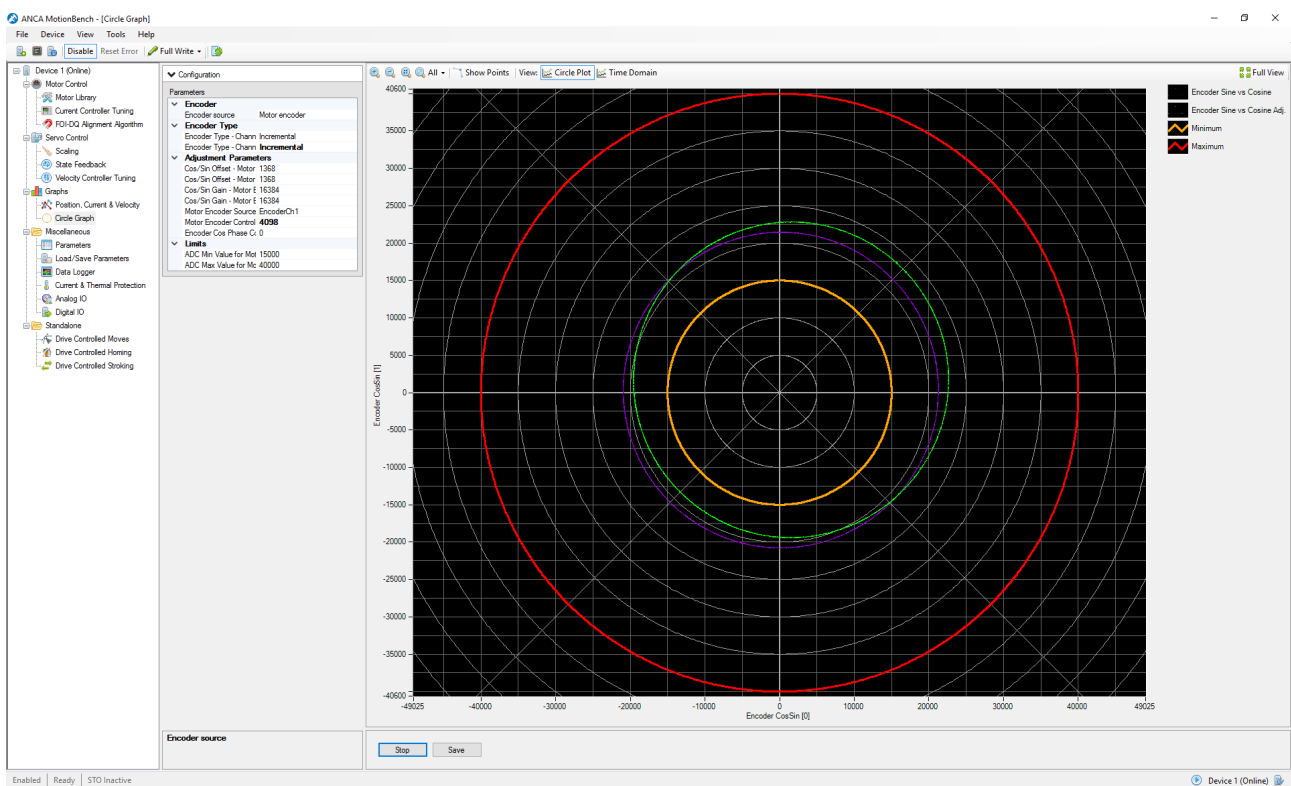 ANCA MotionBench - [Circle Graph]
File Device View Tools Help
Disable Reset Error Full Write
Device 1 (Online)
Motor Control
Motor Library
Current Controller Tuning
FOI-DQ Alignment Algorithm
Servo Control
Scaling
State Feedback
Velocity Controller Tuning
Graphs
Position, Current & Velocity
Circle Graph
Miscellaneous
Parameters
Load/Save Parameters
Data Logger
Current & Thermal Protection
Analog IO
Digital IO
Standalone
Drive Controlled Moves
Drive Controlled Homing
Drive Controlled Stroking
Configuration
Parameters
Encoder
Encoder source Motor encoder
Encoder Type
Encoder Type - Chann Incremental
Encoder Type - Chann Incremental
Adjustment Parameters
Cos/Sin Offset - Motor 1368
Cos/Sin Offset - Motor 1368
Cos/Sin Gain - Motor E 16384
Cos/Sin Gain - Motor E 16384
Motor Encoder Source EncoderCh1
Motor Encoder Control 4098
Encoder Cos Phase Cc 0
Limits
ADC Min Value for Mot 15000
ADC Max Value for Mc 40000
Encoder source
All Show Points View: Circle Plot Time Domain Full View
40600
35000
30000
25000
20000
15000
10000
5000
0
-5000
-10000
-15000
-20000
-25000
-30000
-35000
-40600
Encoder CosSin [1]
-49025 -40000 -30000 -20000 -10000 0 10000 20000 30000 40000 49025
Encoder CosSin [0]
Encoder Sine vs Cosine
Encoder Sine vs Cosine Adj.
Minimum
Maximum
Stop Save
Enabled Ready STO Inactive Device 1 (Online)